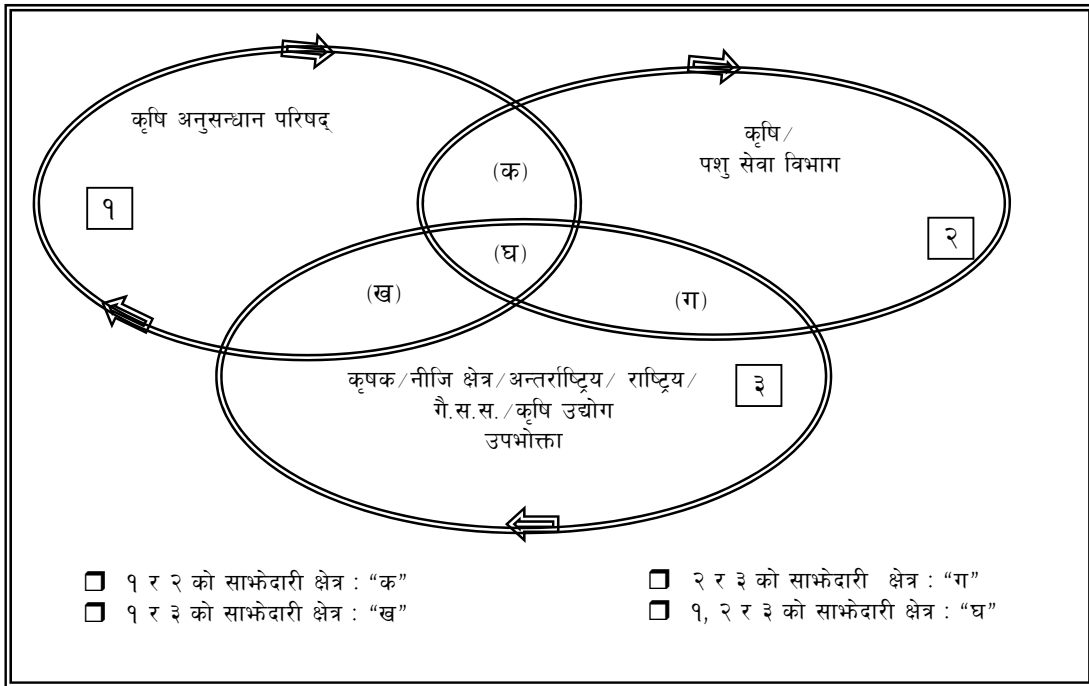 कृषि अनुसन्धान परिषद्
कृषि/
पशु सेवा विभाग
(क)
१
२
(घ)
(ख)
(ग)
३
कृषक/नीजि क्षेत्र/अन्तर्राष्ट्रिय/ राष्ट्रिय/
गै.स.स./कृषि उद्योग
उपभोक्ता
१ र २ को साझेदारी क्षेत्र : “क”
२ र ३ को साझेदारी क्षेत्र : “ग”
१ र ३ को साझेदारी क्षेत्र : “ख”
१, २ र ३ को साझेदारी क्षेत्र : “घ”